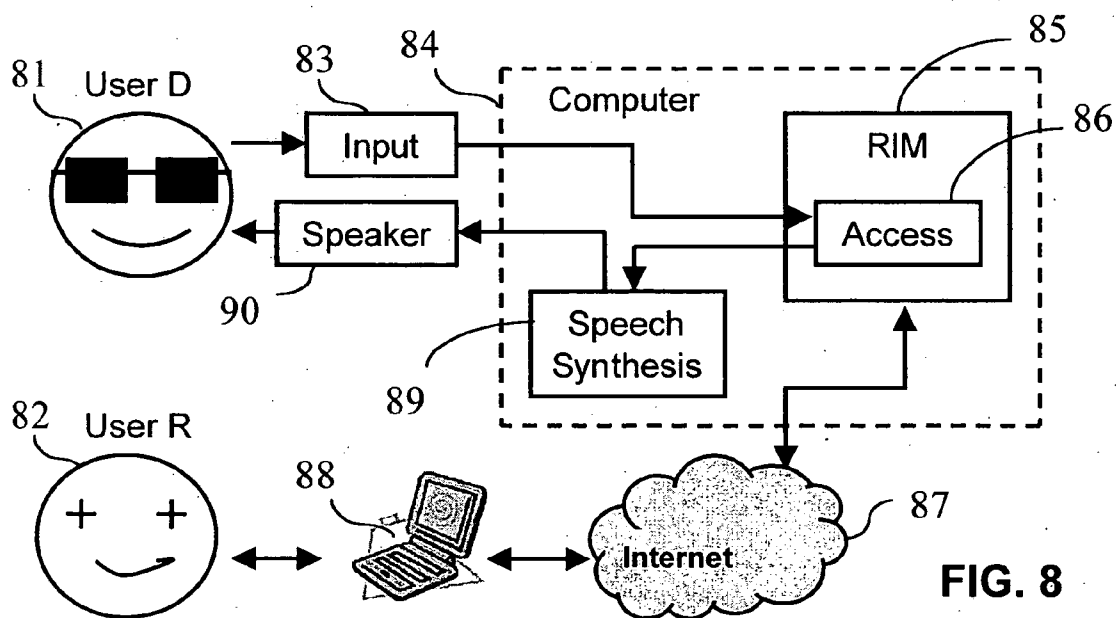 81
User D
83
Input
84
Computer
85
RIM
86
Access
Speaker
90
Speech
Synthesis
89
82
User R
88
Internet
87
FIG. 8